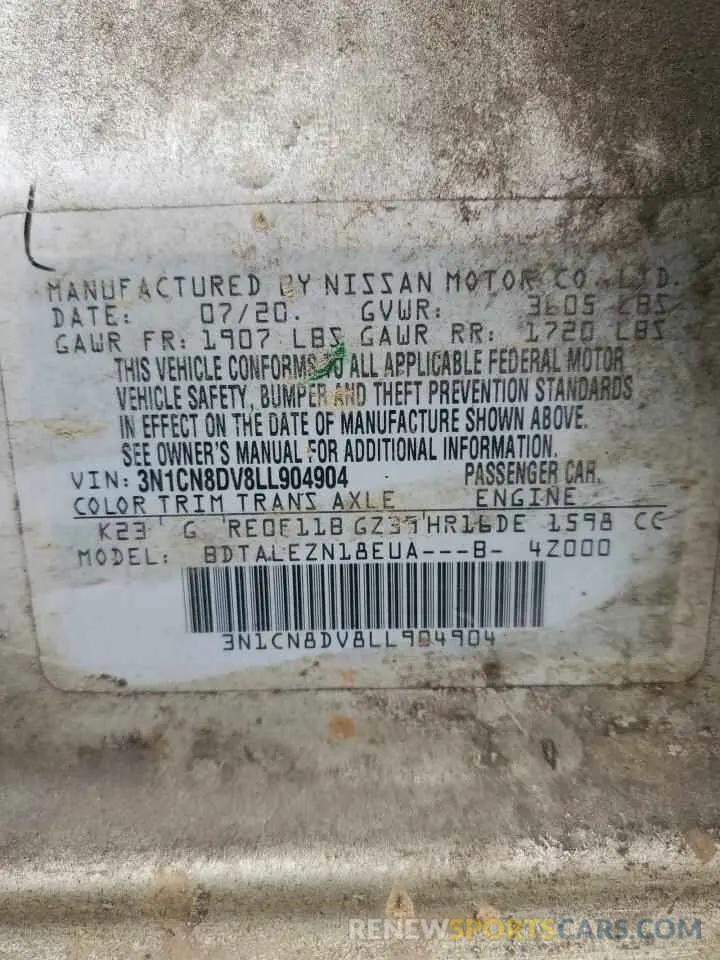 MANUFACTURED BY NISSAN MOTOR CO. LTD.
DATE: 07/20. GVWR: 3605 LBS
GAWR FR: 1907 LBS GAWR RR: 1720 LBS
THIS VEHICLE CONFORMS TO ALL APPLICABLE FEDERAL MOTOR
VEHICLE SAFETY, BUMPER AND THEFT PREVENTION STANDARDS
IN EFFECT ON THE DATE OF MANUFACTURE SHOWN ABOVE.
SEE OWNER'S MANUAL FOR ADDITIONAL INFORMATION.
VIN: 3N1CN8DV8LL904904 PASSENGER CAR.
COLOR TRIM TRANS AXLE ENGINE
K23 G RE0F11B GZ39 HR16DE 1598 CC
MODEL: BDTALEZN18EUA---B- 4Z000
3N1CN8DV8LL904904
RENEWSPORTSCARS.COM